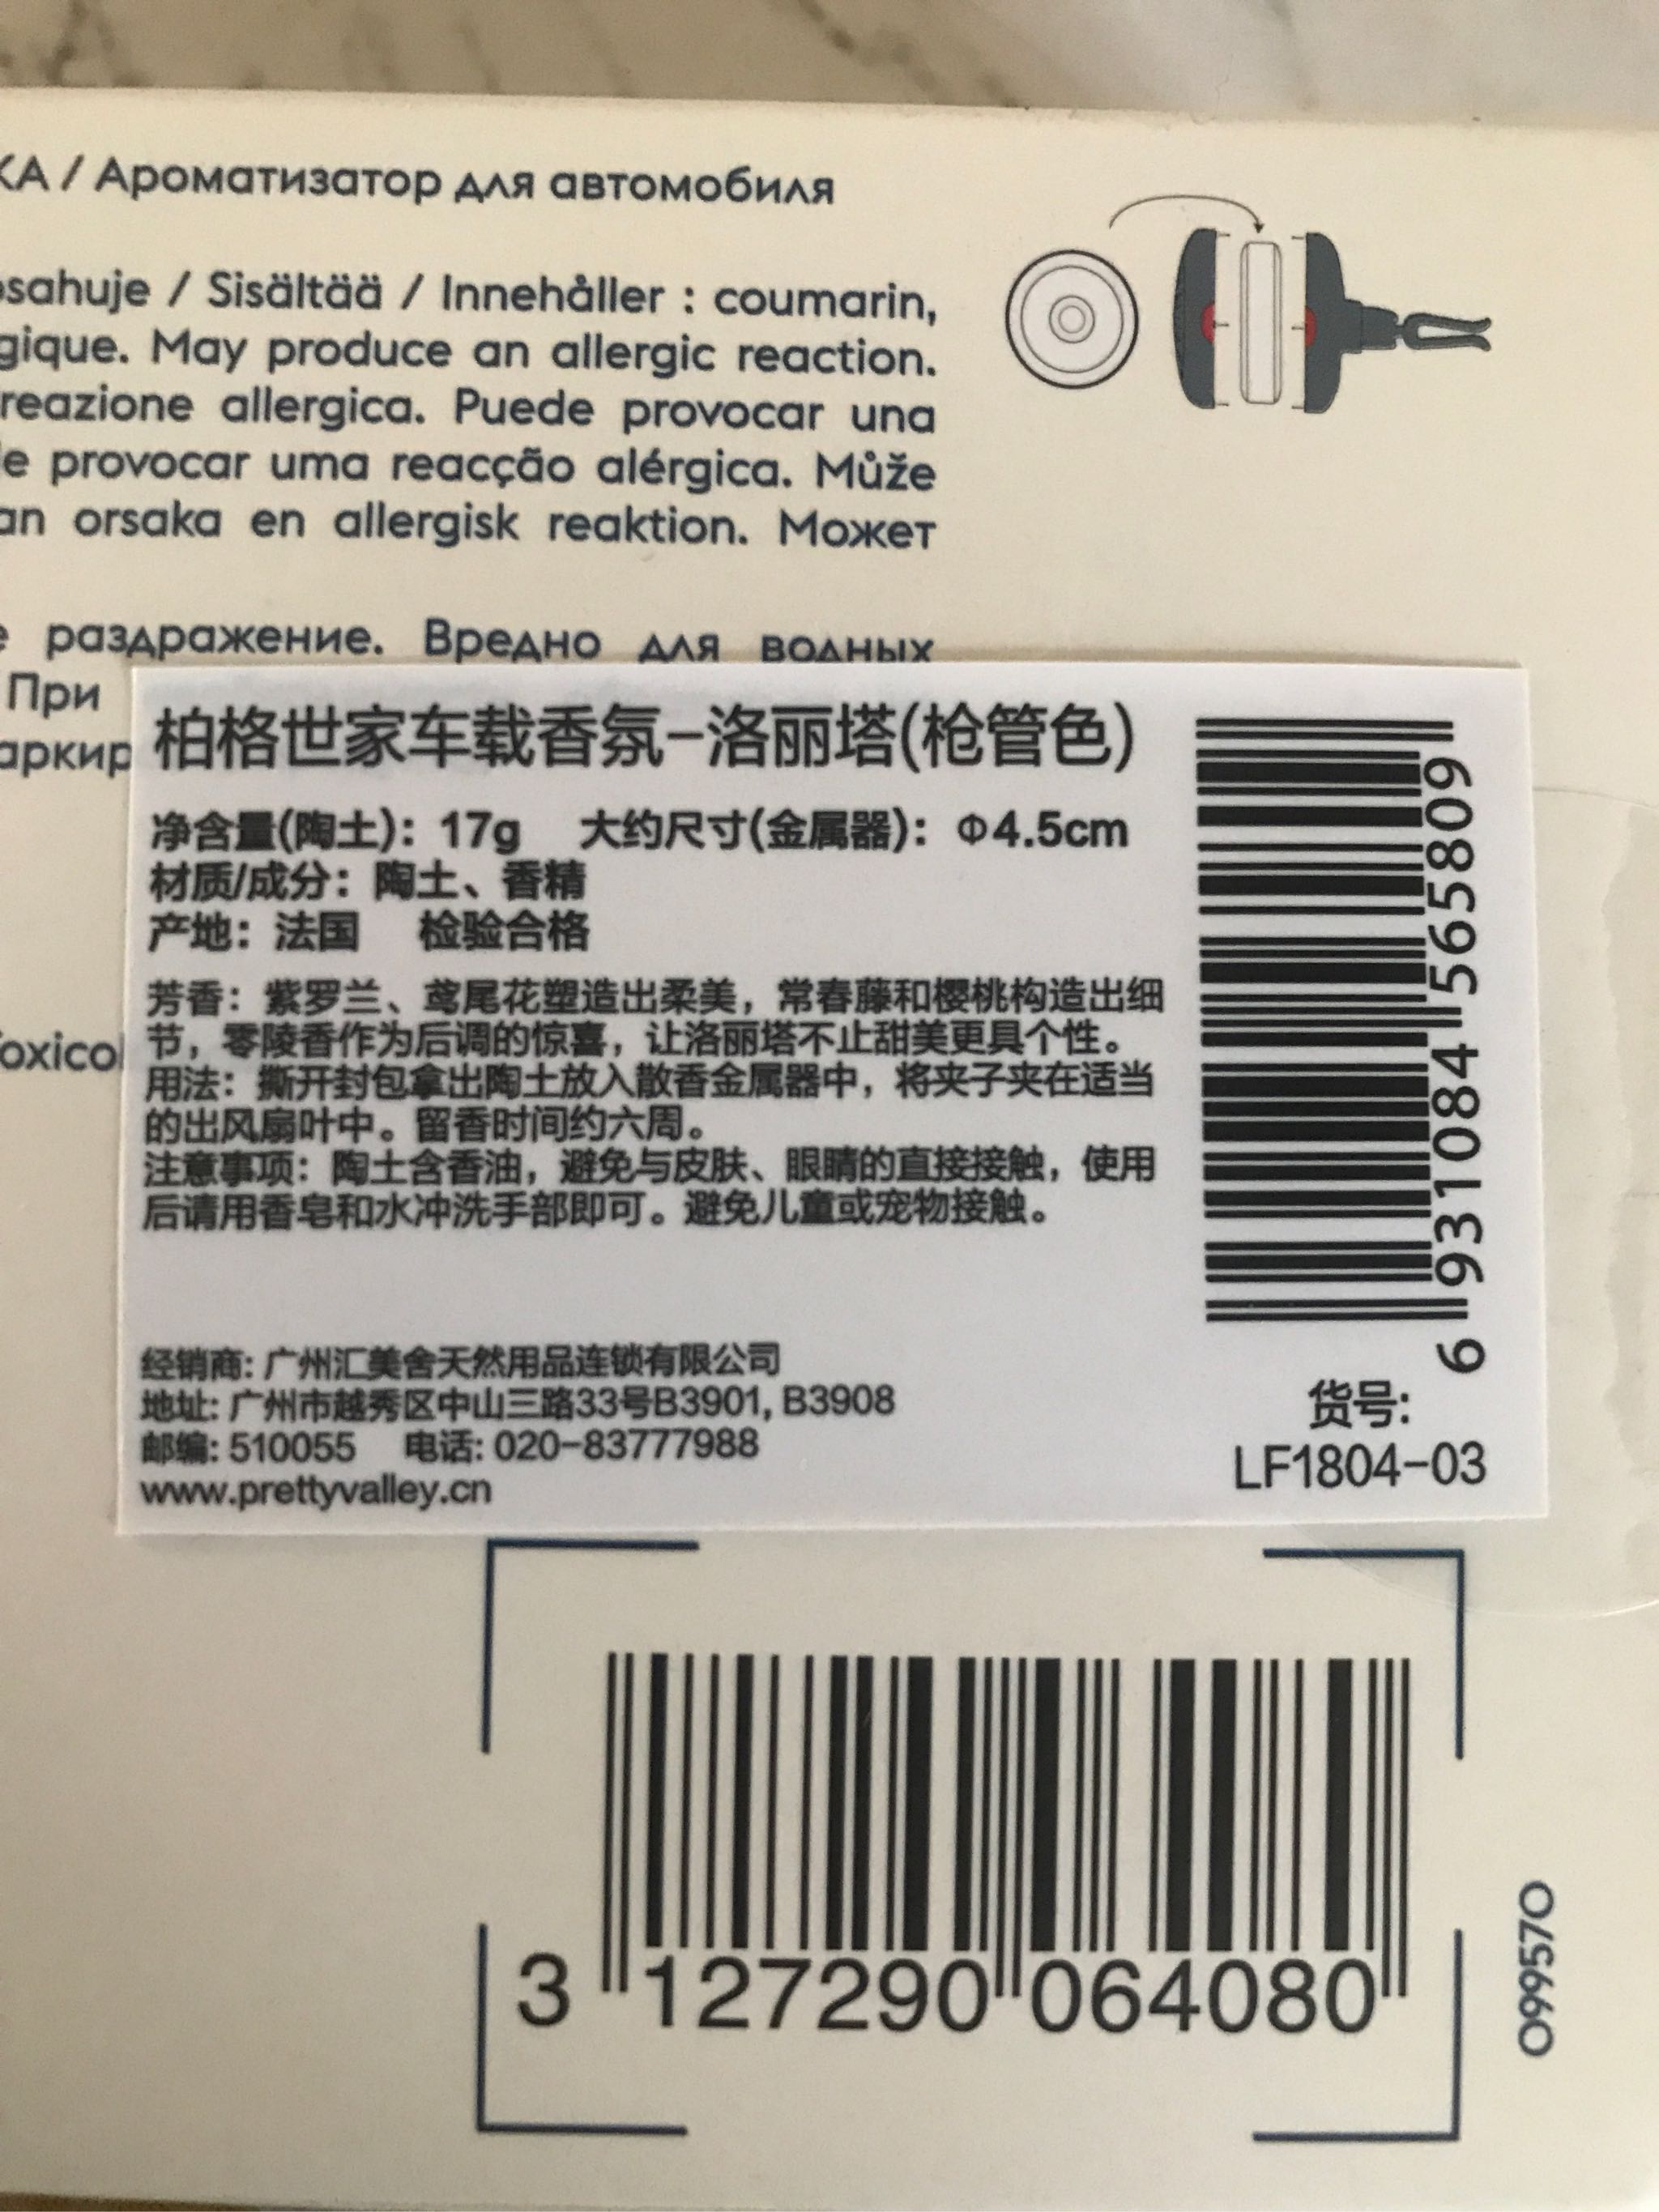 KA / Ароматизатор для автомобиля
osahuje / Sisältää / Innehåller : coumarin,
gique. May produce an allergic reaction.
reazione allergica. Puede provocar una
le provocar uma reacção alérgica. Může
an orsaka en allergisk reaktion. Может
раздражение. Вредно для водных
При
柏格世家车载香氛-洛丽塔(枪管色)
净含量(陶土)：17g 大约尺寸(金属器)：Φ4.5cm
材质/成分：陶土、香精
产地：法国 检验合格
芳香：紫罗兰、鸢尾花塑造出柔美，常春藤和樱桃构造出细
节，零陵香作为后调的惊喜，让洛丽塔不止甜美更具个性。
用法：撕开封包拿出陶土放入散香金属器中，将夹子夹在适当
的出风扇叶中。留香时间约六周。
注意事项：陶土含香油，避免与皮肤、眼睛的直接接触，使用
后请用香皂和水冲洗手部即可。避免儿童或宠物接触。
经销商: 广州汇美舍天然用品连锁有限公司
地址: 广州市越秀区中山三路33号B3901, B3908
邮编: 510055 电话: 020-83777988
www.prettyvalley.cn
6 931084 565809
货号:
LF1804-03
3 127290 064080
O9957O